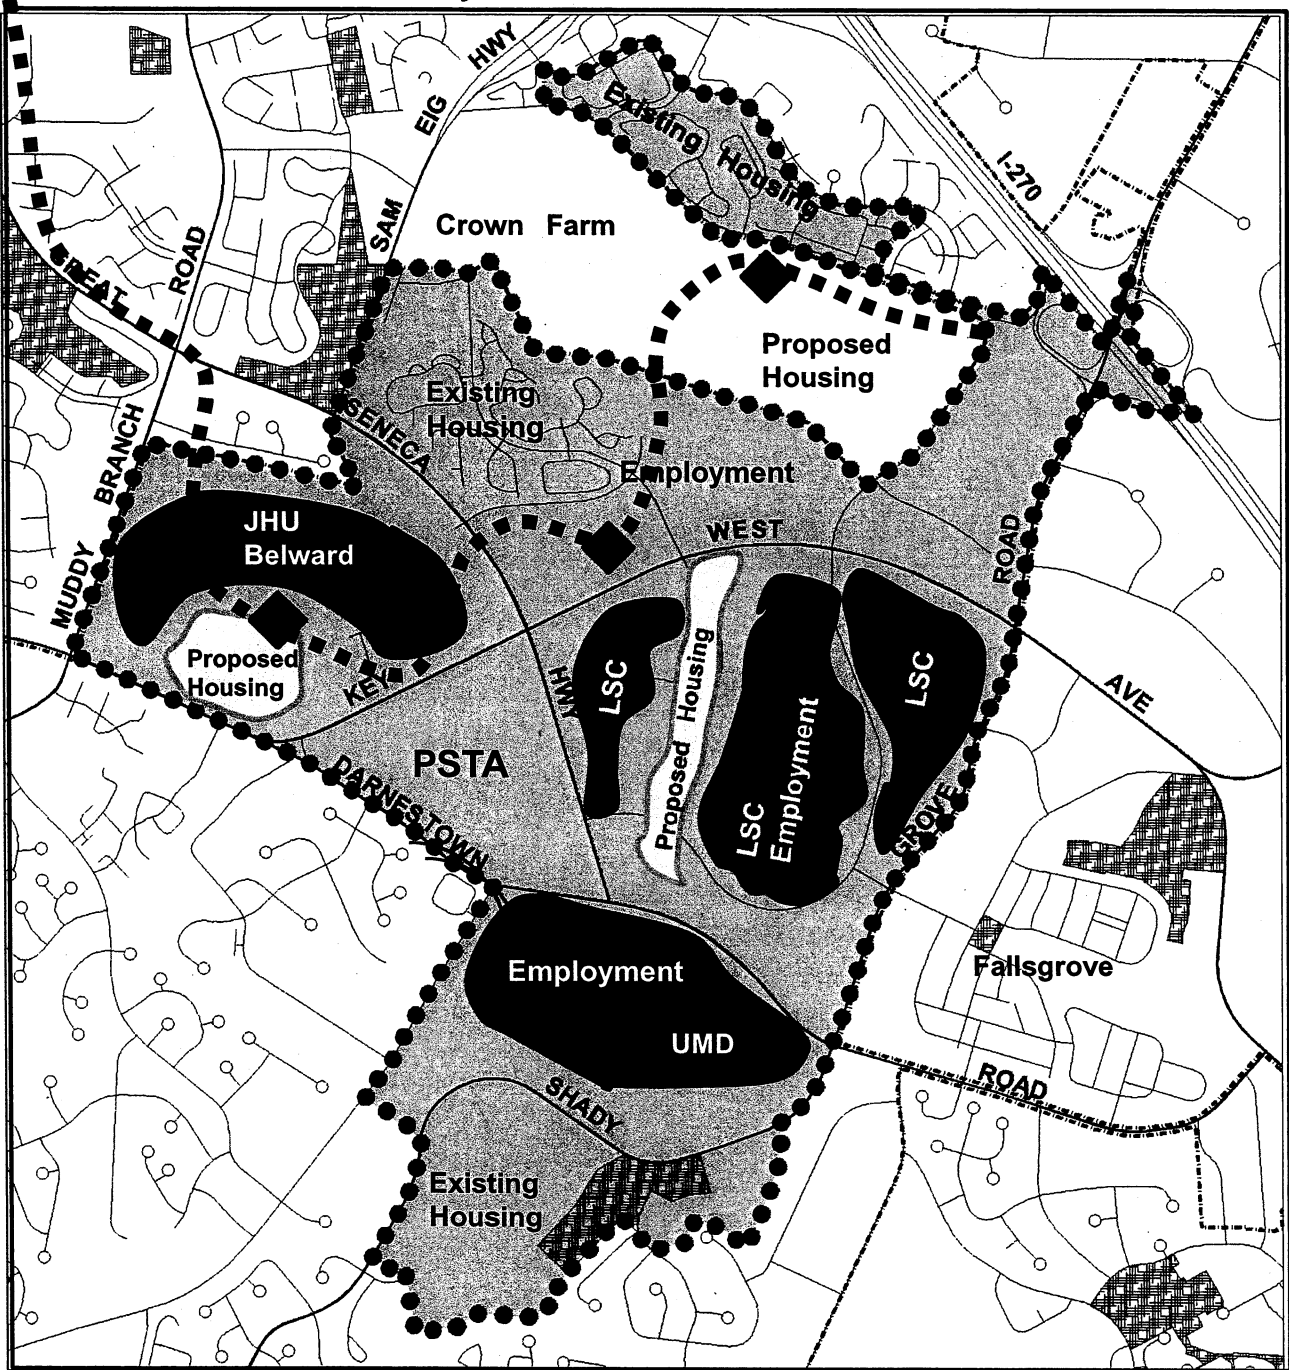 HWY
EIG
SAM
Existing
Housing
I-270
Crown Farm
ROAD
GREAT
Proposed
Housing
Existing
Housing
SENECA
Employment
BRANCH
JHU
Belward
WEST
ROAD
MUDDY
Proposed
Housing
KEY
HWY
LSC
Proposed Housing
LSC
Employment
LSC
AVE
PSTA
DARNESTOWN
GROVE
Employment
UMD
Fallsgrove
ROAD
SHADY
Existing
Housing